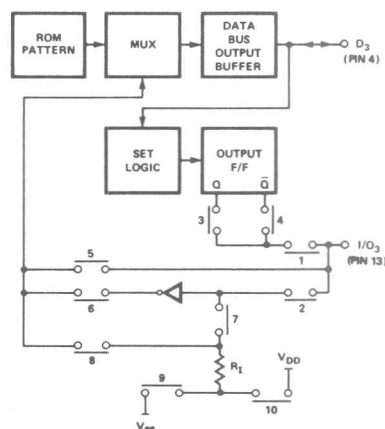 ROM
PATTERN
MUX
DATA
BUS
OUTPUT
BUFFER
D3
(PIN 4)
SET
LOGIC
OUTPUT
F/F
Q Q̅
3 4
1
I/O3
(PIN 13)
5
6
2
7
8
RI
VDD
9
10